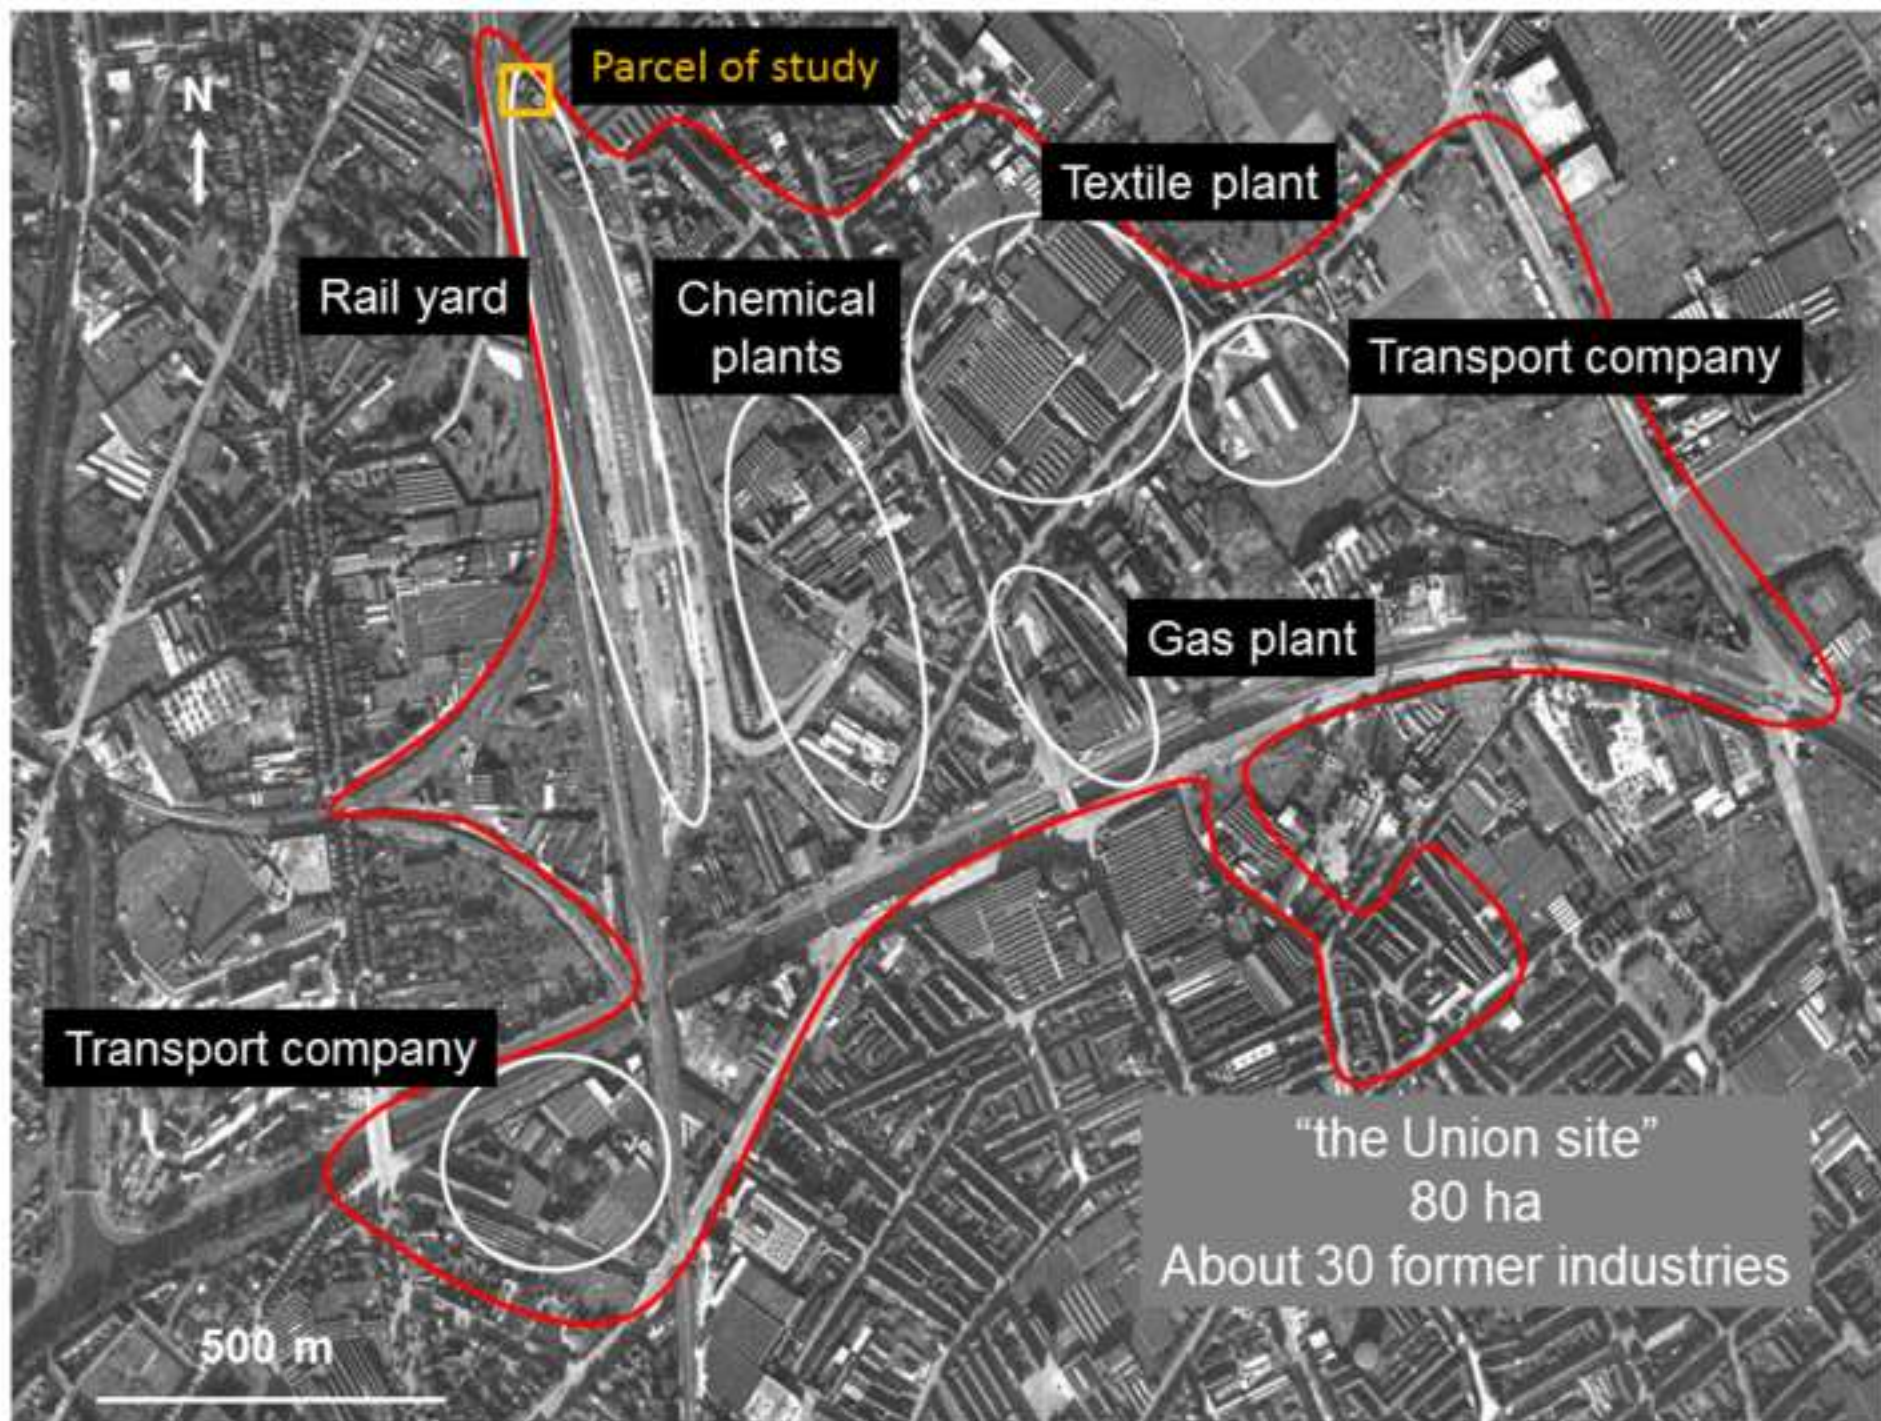 Parcel of study
N
Textile plant
Rail yard
Chemical
plants
Transport company
Gas plant
Transport company
“the Union site”
80 ha
About 30 former industries
500 m